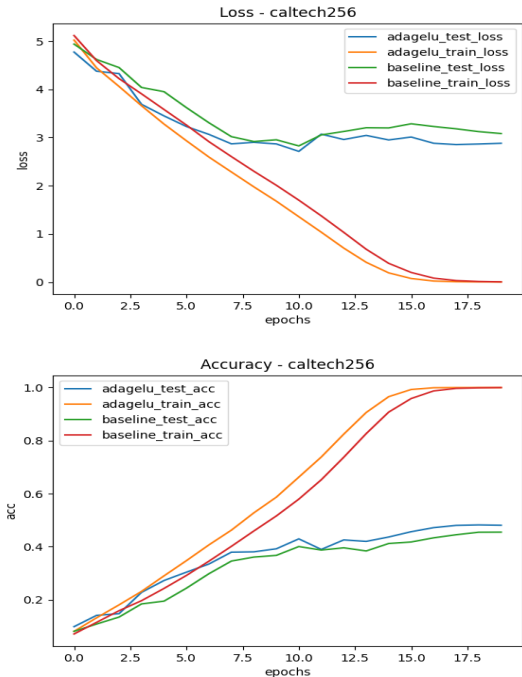 Loss - caltech256
adagelu_test_loss
adagelu_train_loss
baseline_test_loss
baseline_train_loss
5
4
3
2
1
0
loss
0.0 2.5 5.0 7.5 10.0 12.5 15.0 17.5
epochs
Accuracy - caltech256
adagelu_test_acc
adagelu_train_acc
baseline_test_acc
baseline_train_acc
1.0
0.8
0.6
0.4
0.2
acc
0.0 2.5 5.0 7.5 10.0 12.5 15.0 17.5
epochs